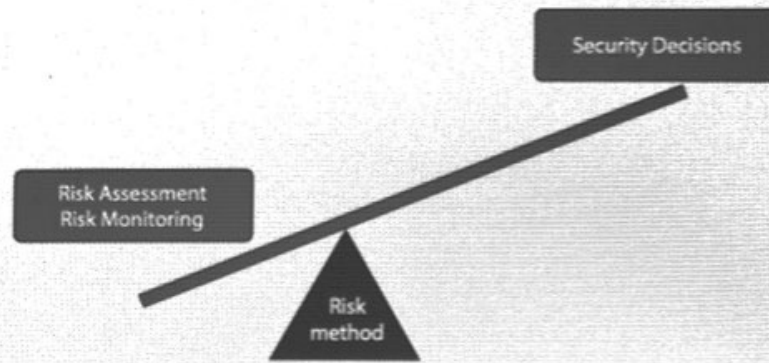 Security Decisions
Risk Assessment
Risk Monitoring
Risk
method